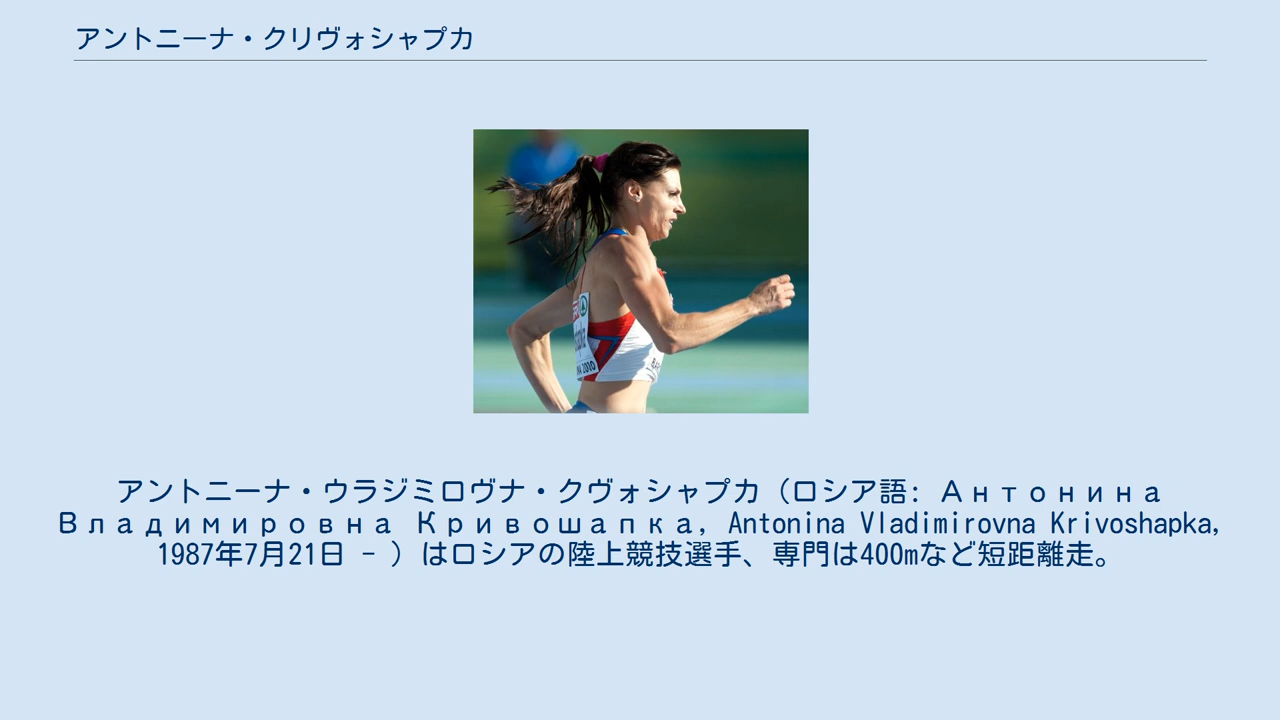 アントニーナ・クリヴォシャプカ
アントニーナ・ウラジミロヴナ・クヴォシャプカ（ロシア語: Антонина
Владимировна Кривошапка, Antonina Vladimirovna Krivoshapka,
1987年7月21日 - ）はロシアの陸上競技選手、専門は400mなど短距離走。